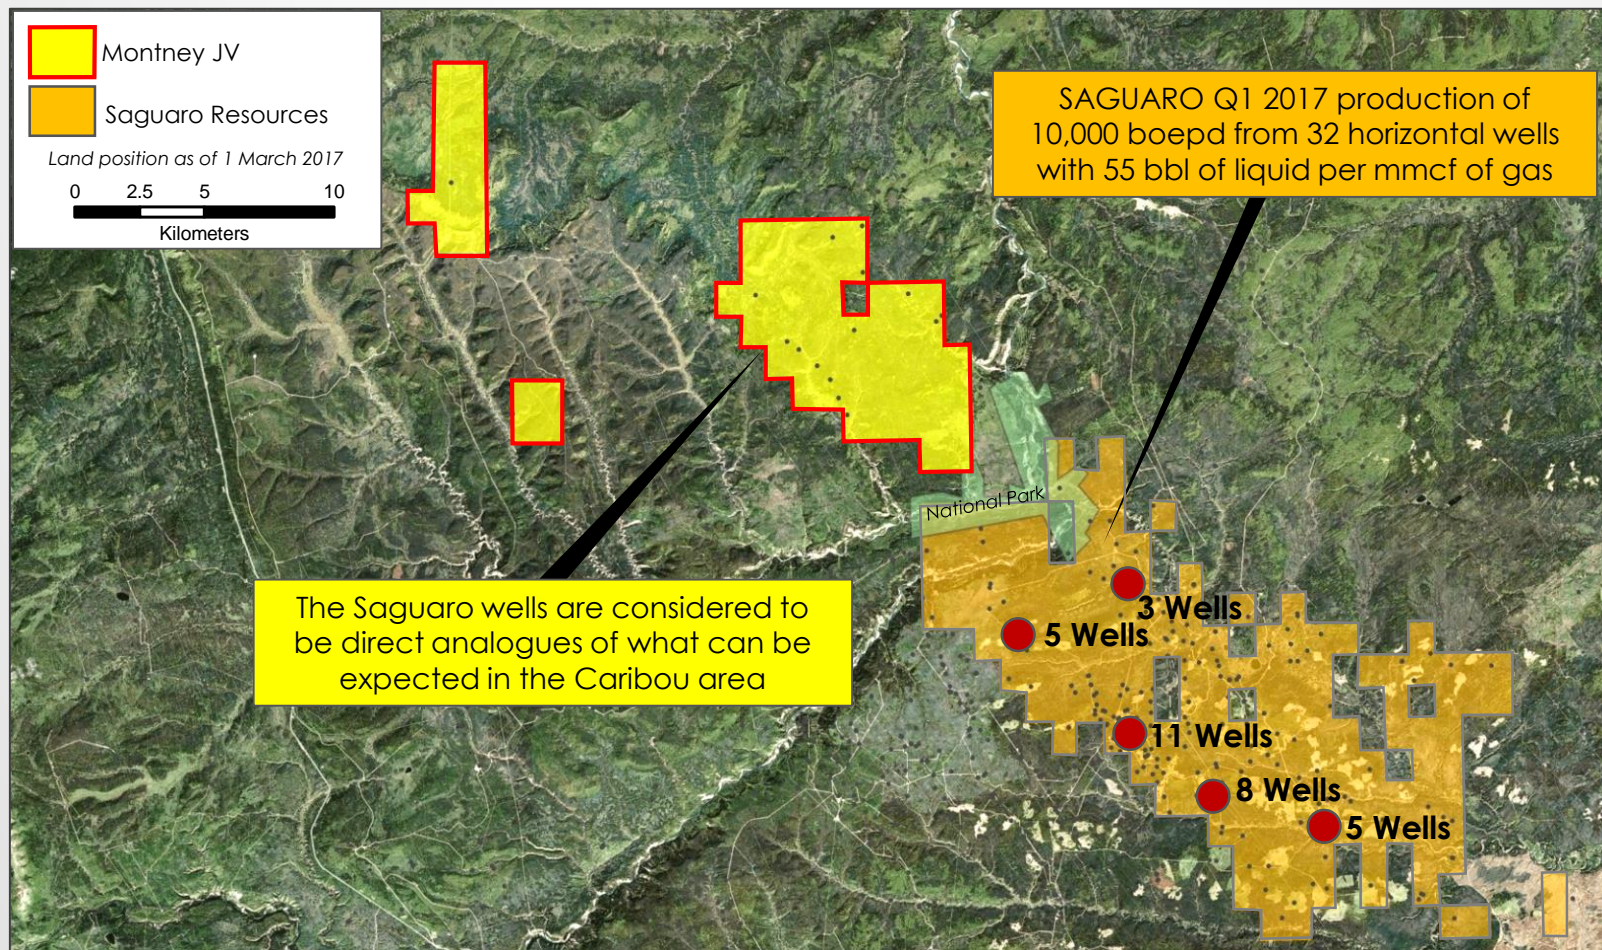 Montney JV
Saguaro Resources
Land position as of 1 March 2017
0 2.5 5 10
Kilometers
SAGUARO Q1 2017 production of
10,000 boepd from 32 horizontal wells
with 55 bbl of liquid per mmcf of gas
National Park
The Saguaro wells are considered to
be direct analogues of what can be
expected in the Caribou area
3 Wells
5 Wells
11 Wells
8 Wells
5 Wells